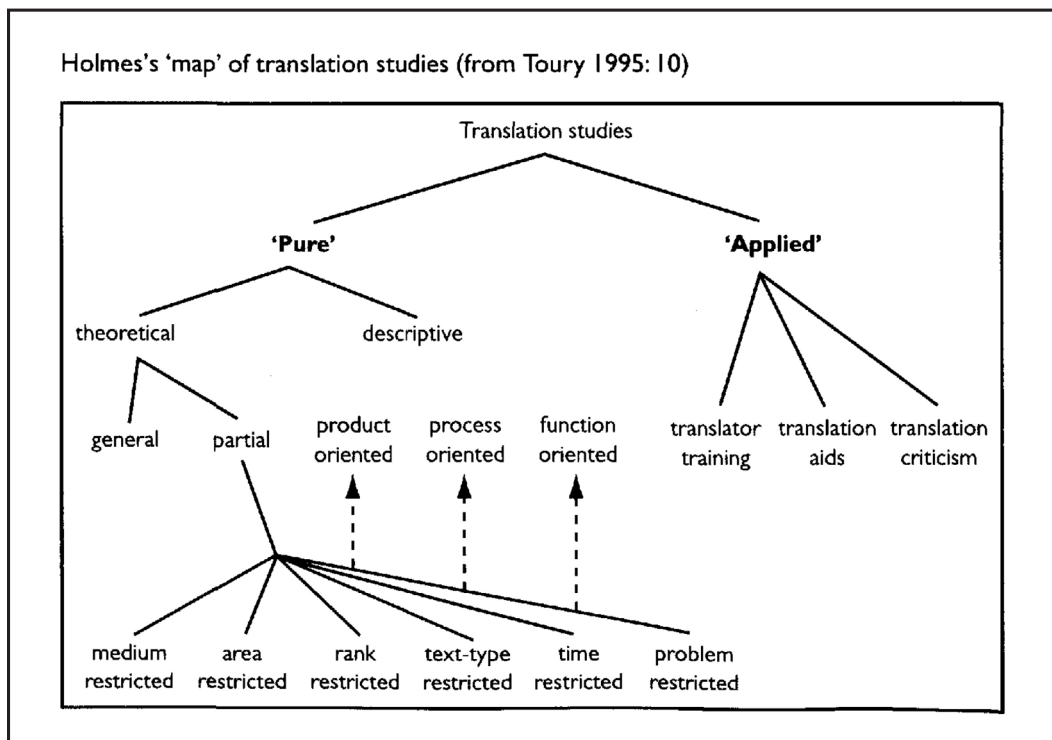 Holmes's 'map' of translation studies (from Toury 1995: 10)
Translation studies
'Pure'
'Applied'
theoretical
descriptive
general
partial
product
oriented
process
oriented
function
oriented
translator
training
translation
aids
translation
criticism
medium
restricted
area
restricted
rank
restricted
text-type
restricted
time
restricted
problem
restricted